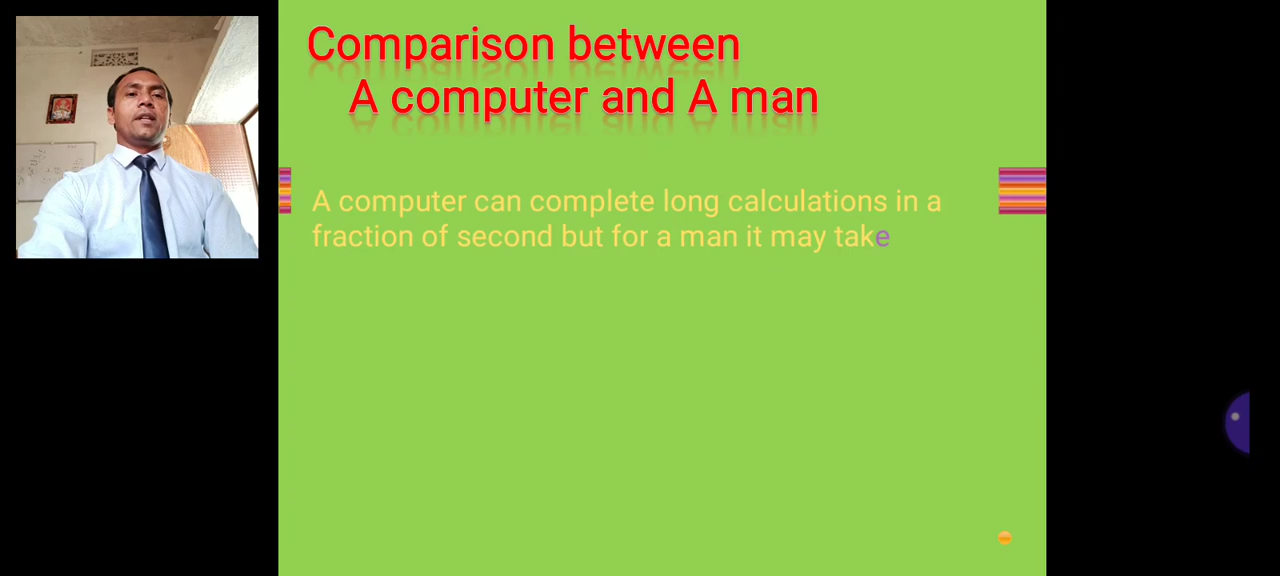 Comparison between
A computer and A man
A computer can complete long calculations in a
fraction of second but for a man it may take